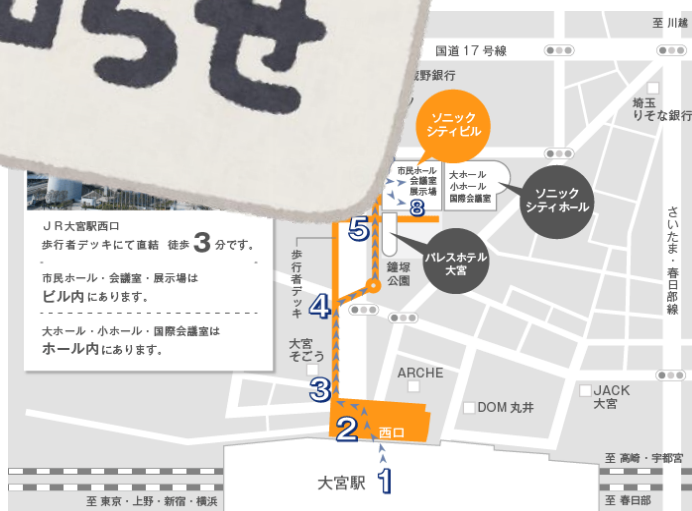 らせ
至 川越
国道 17 号線
埼玉
りそな銀行
ソニック
シティビル
市民ホール
会議室
展示場
8
大ホール
小ホール
国際会議室
ソニック
シティホール
5
パレスホテル
大宮
鐘塚
公園
さいたま・春日部線
ＪＲ大宮駅西口
歩行者デッキにて直結 徒歩 3 分です。
市民ホール・会議室・展示場は
ビル内にあります。
大ホール・小ホール・国際会議室は
ホール内にあります。
歩行者デッキ
4
大宮
そごう
ARCHE
3
JACK
大宮
DOM 丸井
2
西口
大宮駅 1
至 高崎・宇都宮
至 東京・上野・新宿・横浜
至 春日部